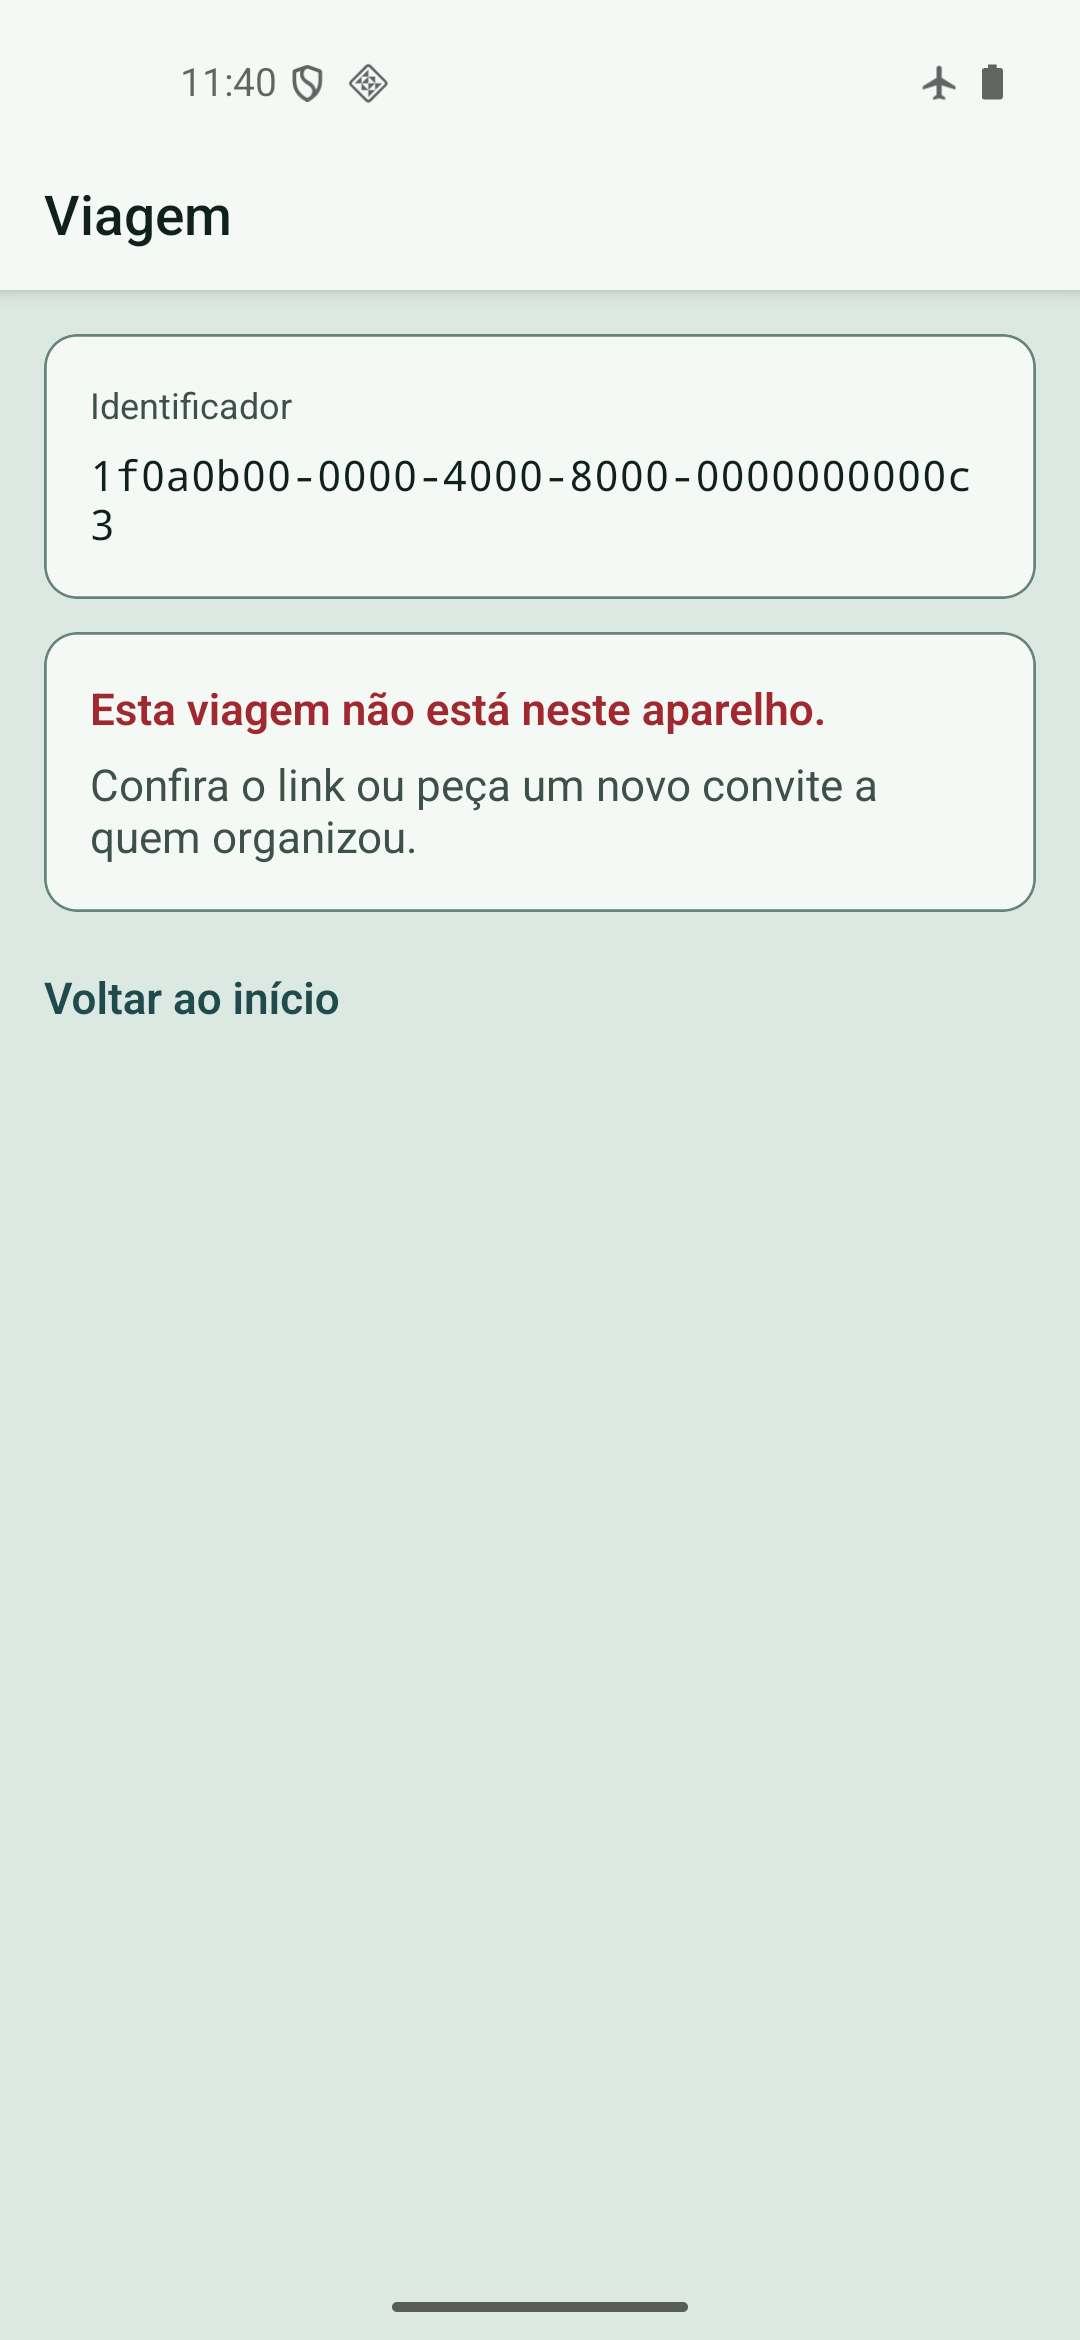 11:40
Viagem
Identificador
1f0a0b00-0000-4000-8000-0000000000c
3
Esta viagem não está neste aparelho.
Confira o link ou peça um novo convite a
quem organizou.
Voltar ao início